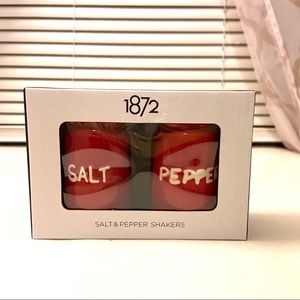 1872
SALT
PEPPER
SALT & PEPPER SHAKERS